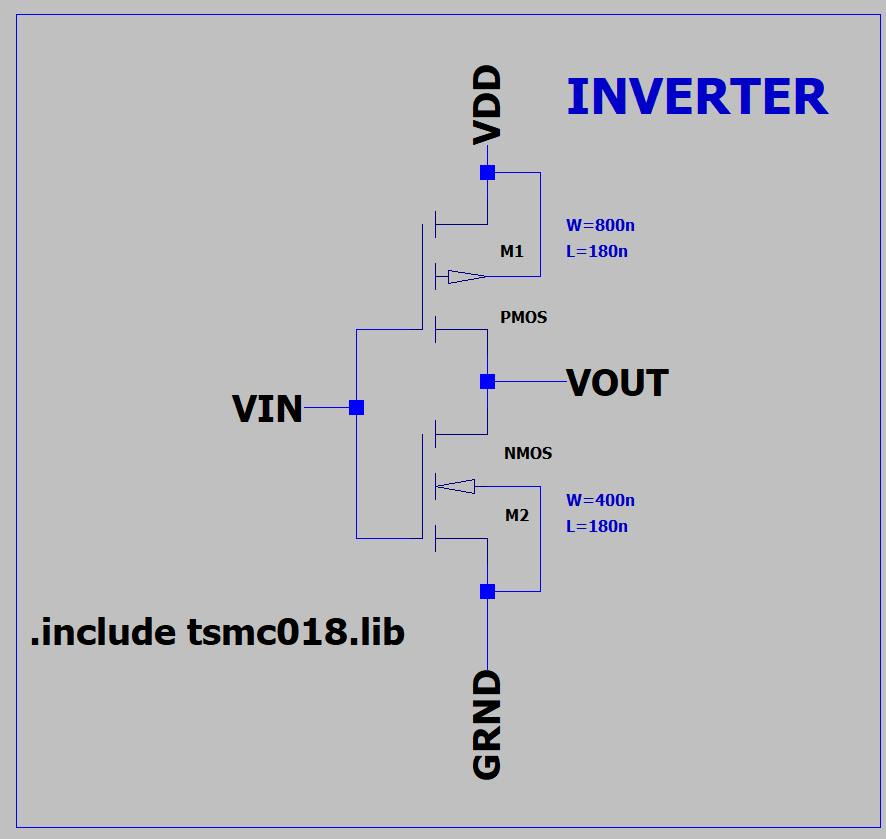 VDD
INVERTER
W=800n
M1
L=180n
PMOS
VOUT
VIN
NMOS
W=400n
M2
L=180n
.include tsmc018.lib
GRND